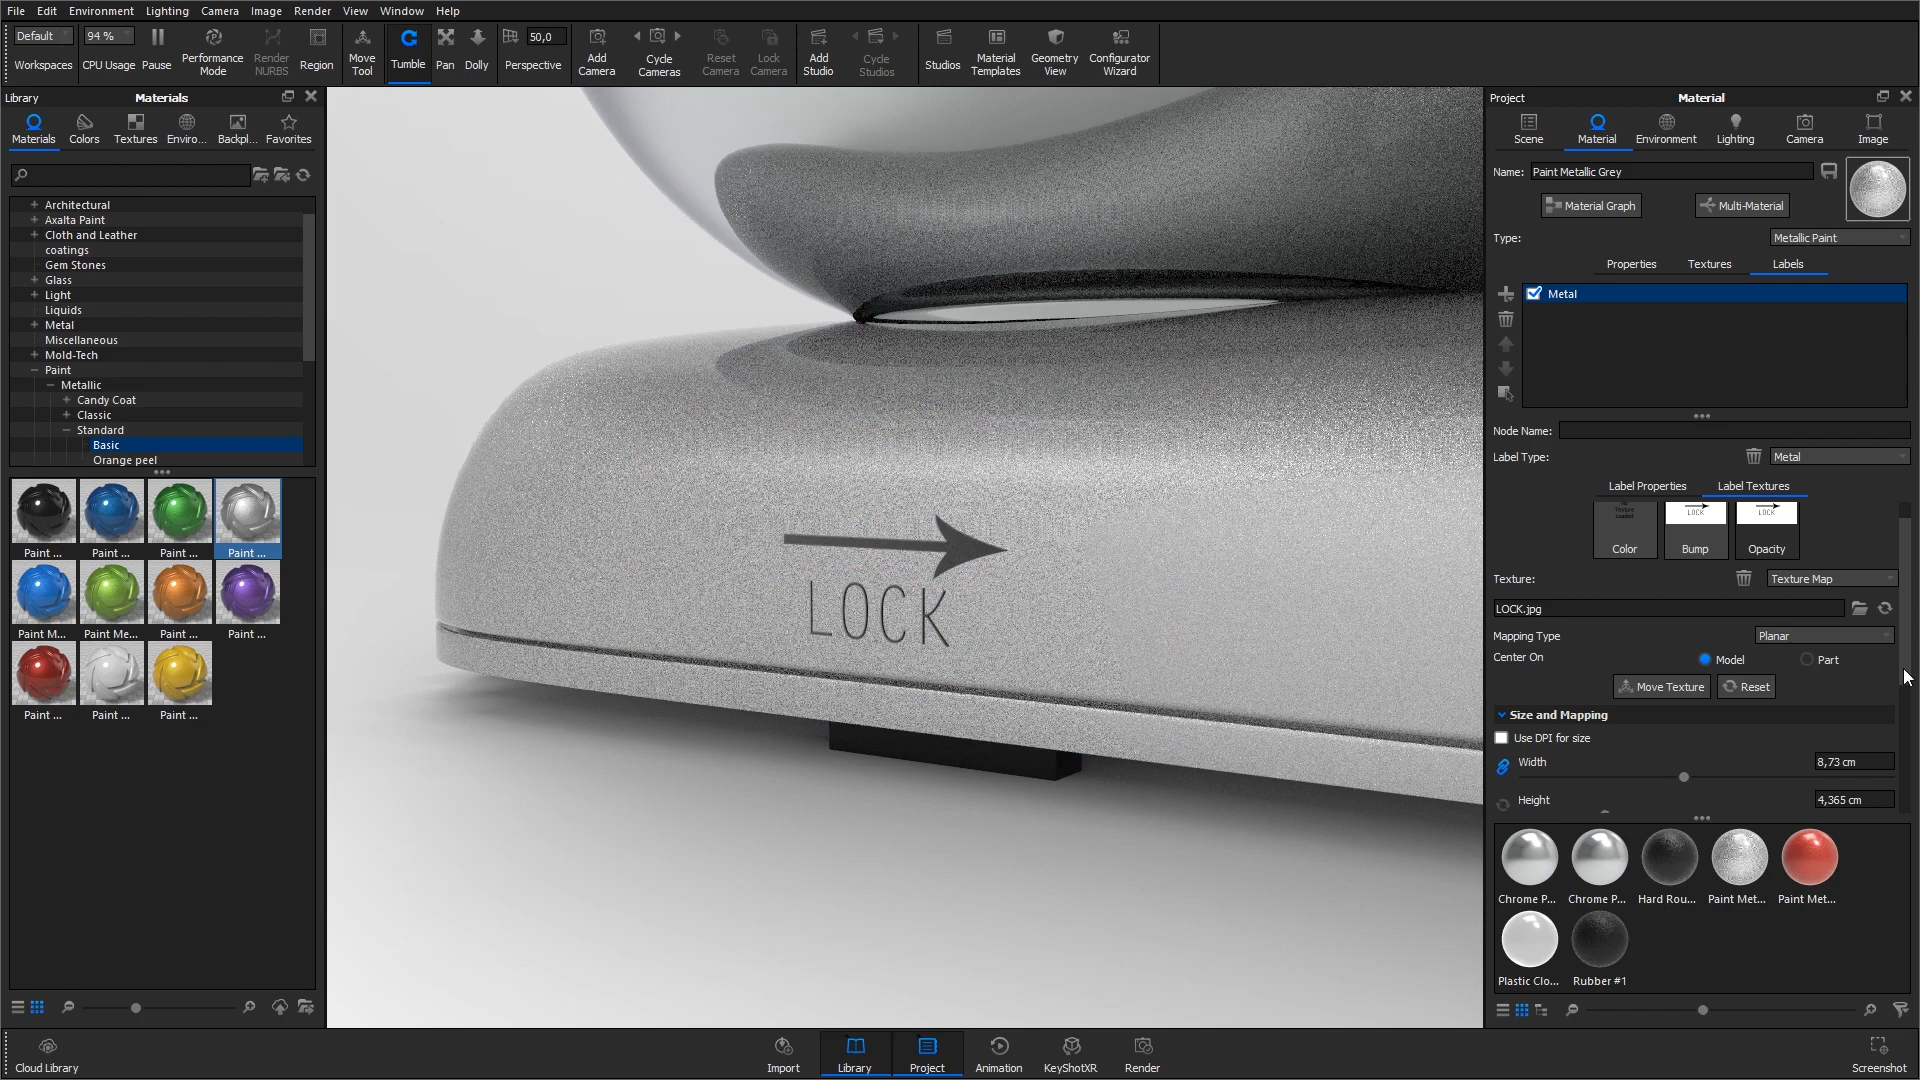 File Edit Environment Lighting Camera Image Render View Window Help
Default 94 % 50,0
Workspaces CPU Usage Pause Performance Mode Render NURBS Region Move Tool Tumble Pan Dolly Perspective Add Camera Cycle Cameras Reset Camera Lock Camera Add Studio Cycle Studios Studios Material Templates Geometry View Configurator Wizard
Library Materials
Materials Colors Textures Enviro... Backpl... Favorites
Architectural
Axalta Paint
Cloth and Leather
coatings
Gem Stones
Glass
Light
Liquids
Metal
Miscellaneous
Mold-Tech
Paint
Metallic
Candy Coat
Classic
Standard
Basic
Orange peel
Paint ... Paint ... Paint ... Paint ...
Paint M... Paint Me... Paint ... Paint ...
Paint ... Paint ... Paint ...
LOCK
Project Material
Scene Material Environment Lighting Camera Image
Name: Paint Metallic Grey
Material Graph Multi-Material
Type: Metallic Paint
Properties Textures Labels
Metal
Node Name:
Label Type: Metal
Label Properties Label Textures
Texture Loaded LOCK LOCK
Color Bump Opacity
Texture: Texture Map
LOCK.jpg
Mapping Type Planar
Center On Model Part
Move Texture Reset
Size and Mapping
Use DPI for size
Width 8,73 cm
Height 4,365 cm
Chrome P... Chrome P... Hard Rou... Paint Met... Paint Met...
Plastic Clo... Rubber #1
Cloud Library Import Library Project Animation KeyShotXR Render Screenshot